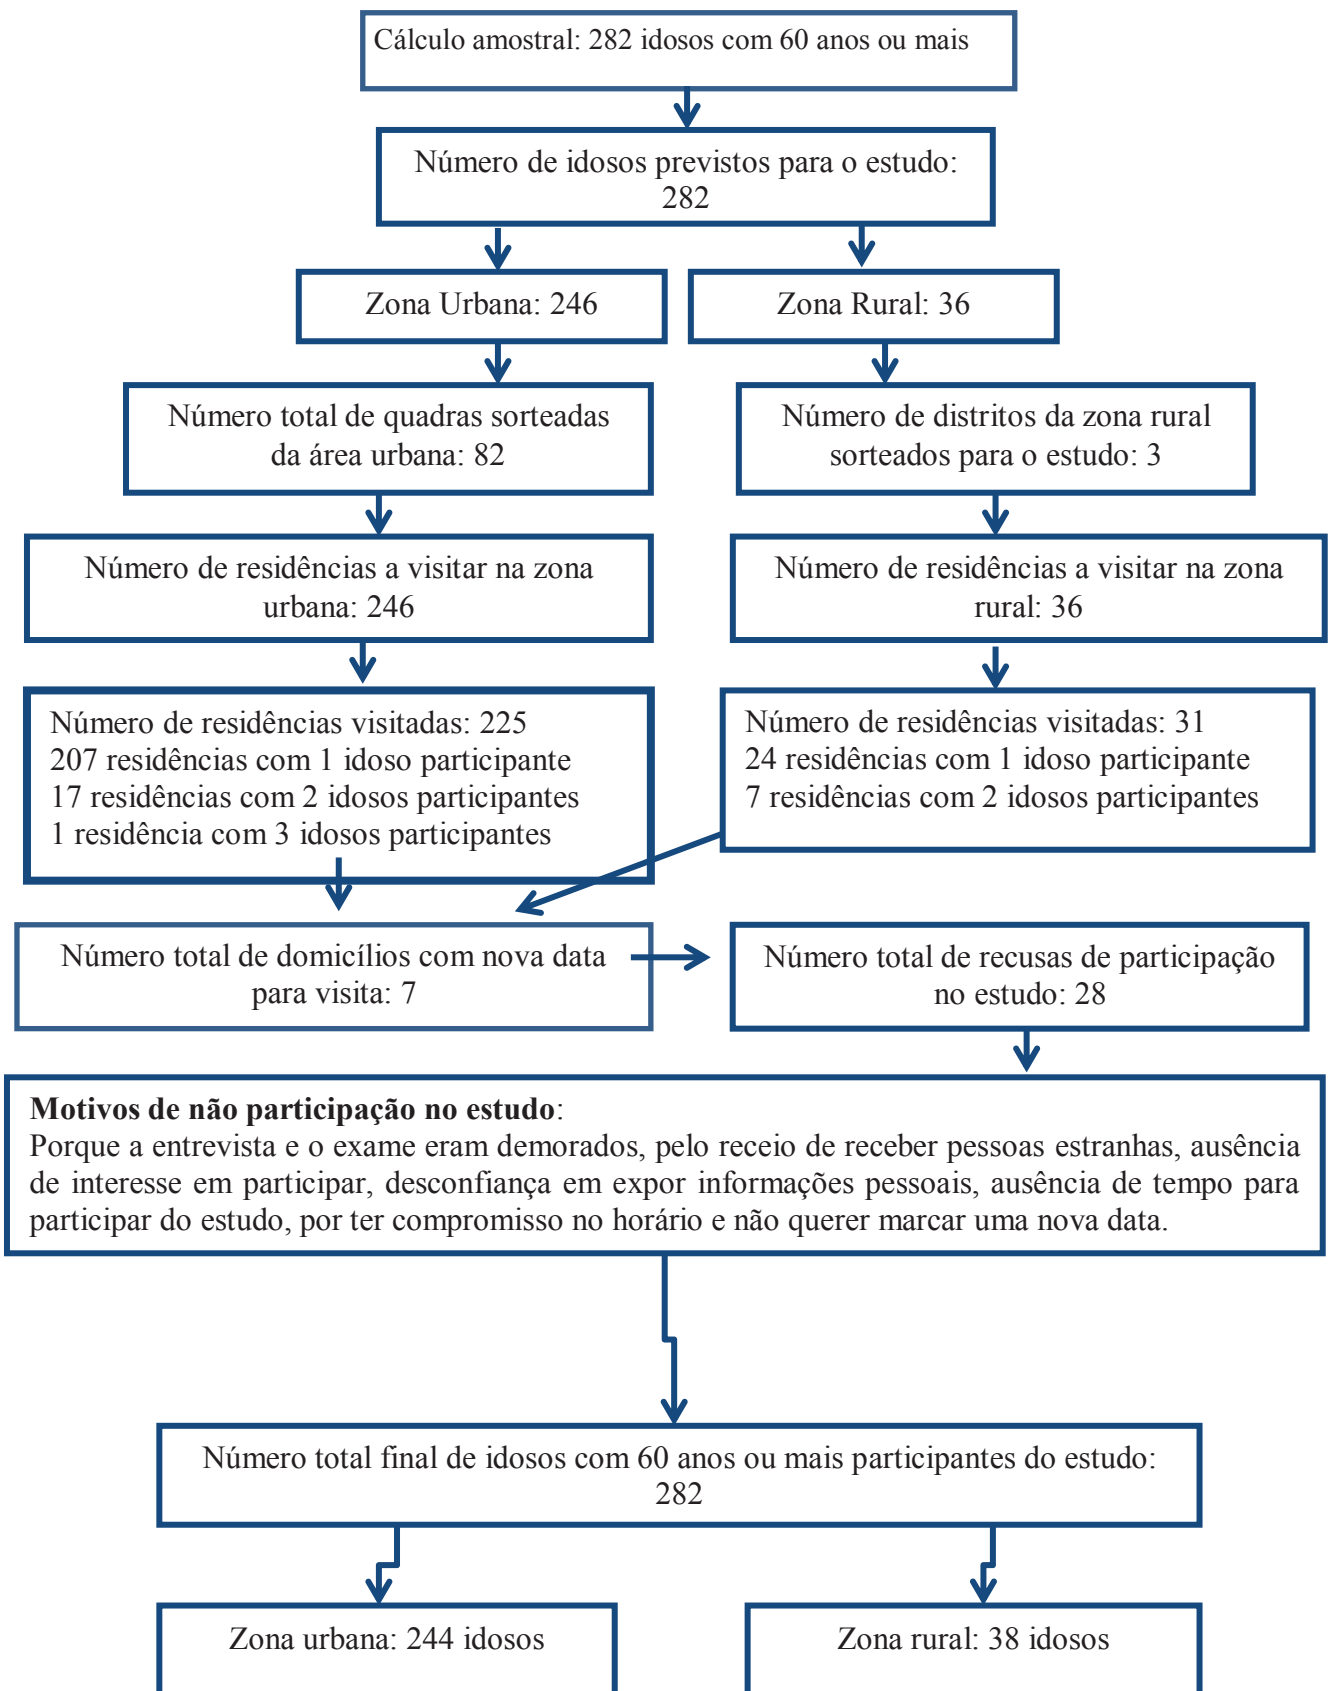 Cálculo amostral: 282 idosos com 60 anos ou mais
Número de idosos previstos para o estudo:
282
Zona Urbana: 246
Zona Rural: 36
Número total de quadras sorteadas
da área urbana: 82
Número de distritos da zona rural
sorteados para o estudo: 3
Número de residências a visitar na zona
urbana: 246
Número de residências a visitar na zona
rural: 36
Número de residências visitadas: 225
207 residências com 1 idoso participante
17 residências com 2 idosos participantes
1 residência com 3 idosos participantes
Número de residências visitadas: 31
24 residências com 1 idoso participante
7 residências com 2 idosos participantes
Número total de domicílios com nova data
para visita: 7
Número total de recusas de participação
no estudo: 28
Motivos de não participação no estudo:
Porque a entrevista e o exame eram demorados, pelo receio de receber pessoas estranhas, ausência
de interesse em participar, desconfiança em expor informações pessoais, ausência de tempo para
participar do estudo, por ter compromisso no horário e não querer marcar uma nova data.
Número total final de idosos com 60 anos ou mais participantes do estudo:
282
Zona urbana: 244 idosos
Zona rural: 38 idosos